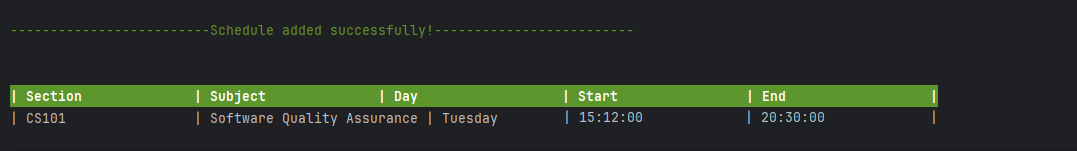 -------------------------Schedule added successfully!-------------------------
| Section | Subject | Day | Start | End |
| CS101 | Software Quality Assurance | Tuesday | 15:12:00 | 20:30:00 |